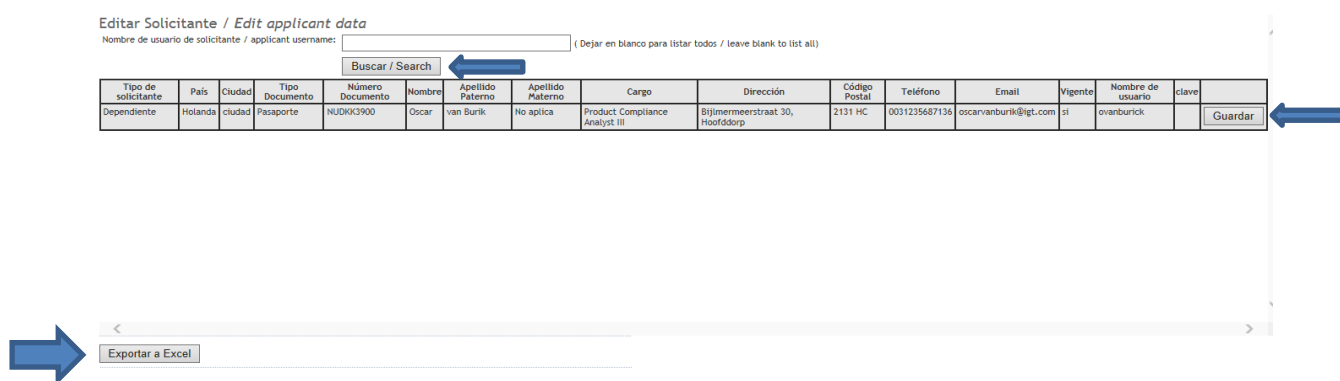 Editar Solicitante / Edit applicant data
Nombre de usuario de solicitante / applicant username: ( Dejar en blanco para listar todos / leave blank to list all)
Buscar / Search
Tipo de solicitante País Ciudad Tipo Documento Número Documento Nombre Apellido Paterno Apellido Materno Cargo Dirección Código Postal Teléfono Email Vigente Nombre de usuario clave
Dependiente Holanda ciudad Pasaporte NUDKK3900 Oscar van Burik No aplica Product Compliance Analyst III Bijlmermeerstraat 30, Hoofddorp 2131 HC 0031235687136 oscarvanburik@igt.com si ovanburick Guardar
Exportar a Excel